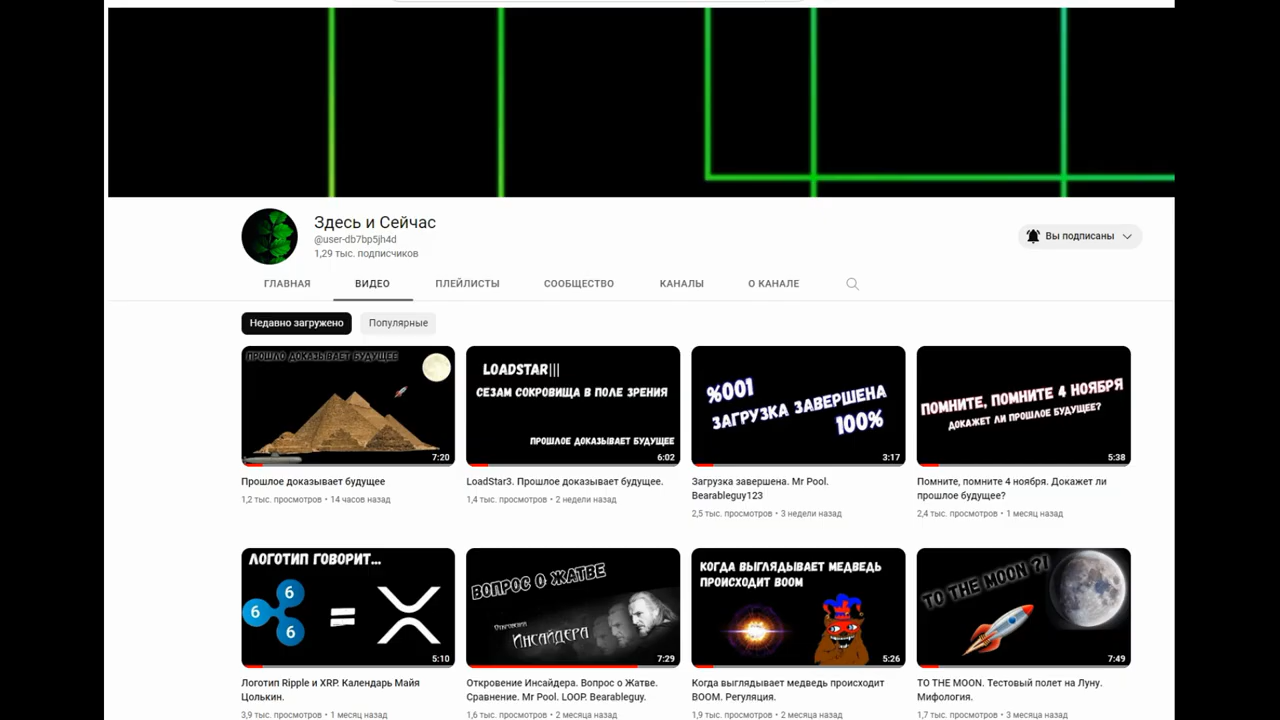 Здесь и Сейчас
@user-db7bp5jh4d
1,29 тыс. подписчиков
Вы подписаны
ГЛАВНАЯ ВИДЕО ПЛЕЙЛИСТЫ СООБЩЕСТВО КАНАЛЫ О КАНАЛЕ
Недавно загружено Популярные
ПРОШЛО ДОКАЗЫВАЕТ БУДУЩЕЕ
7:20
LOADSTAR|||
СЕЗАМ СОКРОВИЩА В ПОЛЕ ЗРЕНИЯ
ПРОШЛОЕ ДОКАЗЫВАЕТ БУДУЩЕЕ
6:02
%001
ЗАГРУЗКА ЗАВЕРШЕНА
100%
3:17
ПОМНИТЕ, ПОМНИТЕ 4 НОЯБРЯ
ДОКАЖЕТ ЛИ ПРОШЛОЕ БУДУЩЕЕ?
5:38
Прошлое доказывает будущее
1,2 тыс. просмотров • 14 часов назад
LoadStar3. Прошлое доказывает будущее.
1,4 тыс. просмотров • 2 недели назад
Загрузка завершена. Mr Pool.
Bearableguy123
2,5 тыс. просмотров • 3 недели назад
Помните, помните 4 ноября. Докажет ли
прошлое будущее?
2,4 тыс. просмотров • 1 месяц назад
ЛОГОТИП ГОВОРИТ...
6
6 =
6
5:10
ВОПРОС О ЖАТВЕ
Откровения
Инсайдера
7:29
КОГДА ВЫГЛЯДЫВАЕТ МЕДВЕДЬ
ПРОИСХОДИТ BOOM
5:26
TO THE MOON ?!
7:49
Логотип Ripple и XRP. Календарь Майя
Цолькин.
3,9 тыс. просмотров • 1 месяц назад
Откровение Инсайдера. Вопрос о Жатве.
Сравнение. Mr Pool. LOOP. Bearableguy.
1,6 тыс. просмотров • 2 месяца назад
Когда выглядывает медведь происходит
BOOM. Регуляция.
1,9 тыс. просмотров • 2 месяца назад
TO THE MOON. Тестовый полет на Луну.
Мифология.
1,7 тыс. просмотров • 3 месяца назад